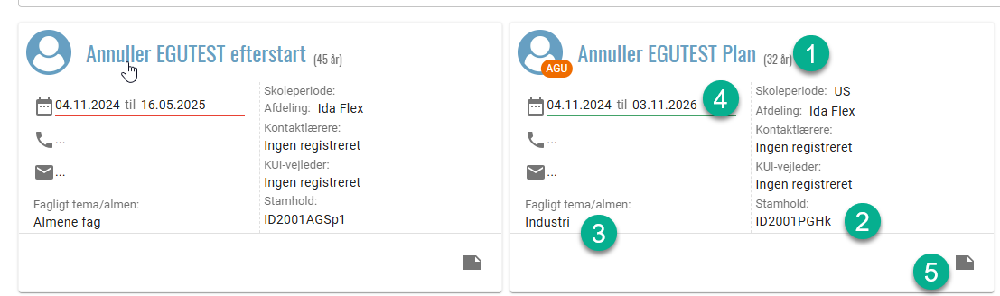 Annuller EGUTEST efterstart (45 år)
04.11.2024 til 16.05.2025
...
...
Fagligt tema/almen:
Almene fag
Skoleperiode:
Afdeling: Ida Flex
Kontaktlærere:
Ingen registreret
KUI-vejleder:
Ingen registreret
Stamhold:
ID2001AGSp1
AGU
Annuller EGUTEST Plan (32 år) 1
04.11.2024 til 03.11.2026 4
...
...
Fagligt tema/almen:
Industri 3
Skoleperiode: US
Afdeling: Ida Flex
Kontaktlærere:
Ingen registreret
KUI-vejleder:
Ingen registreret
Stamhold:
ID2001PGHk 2
5